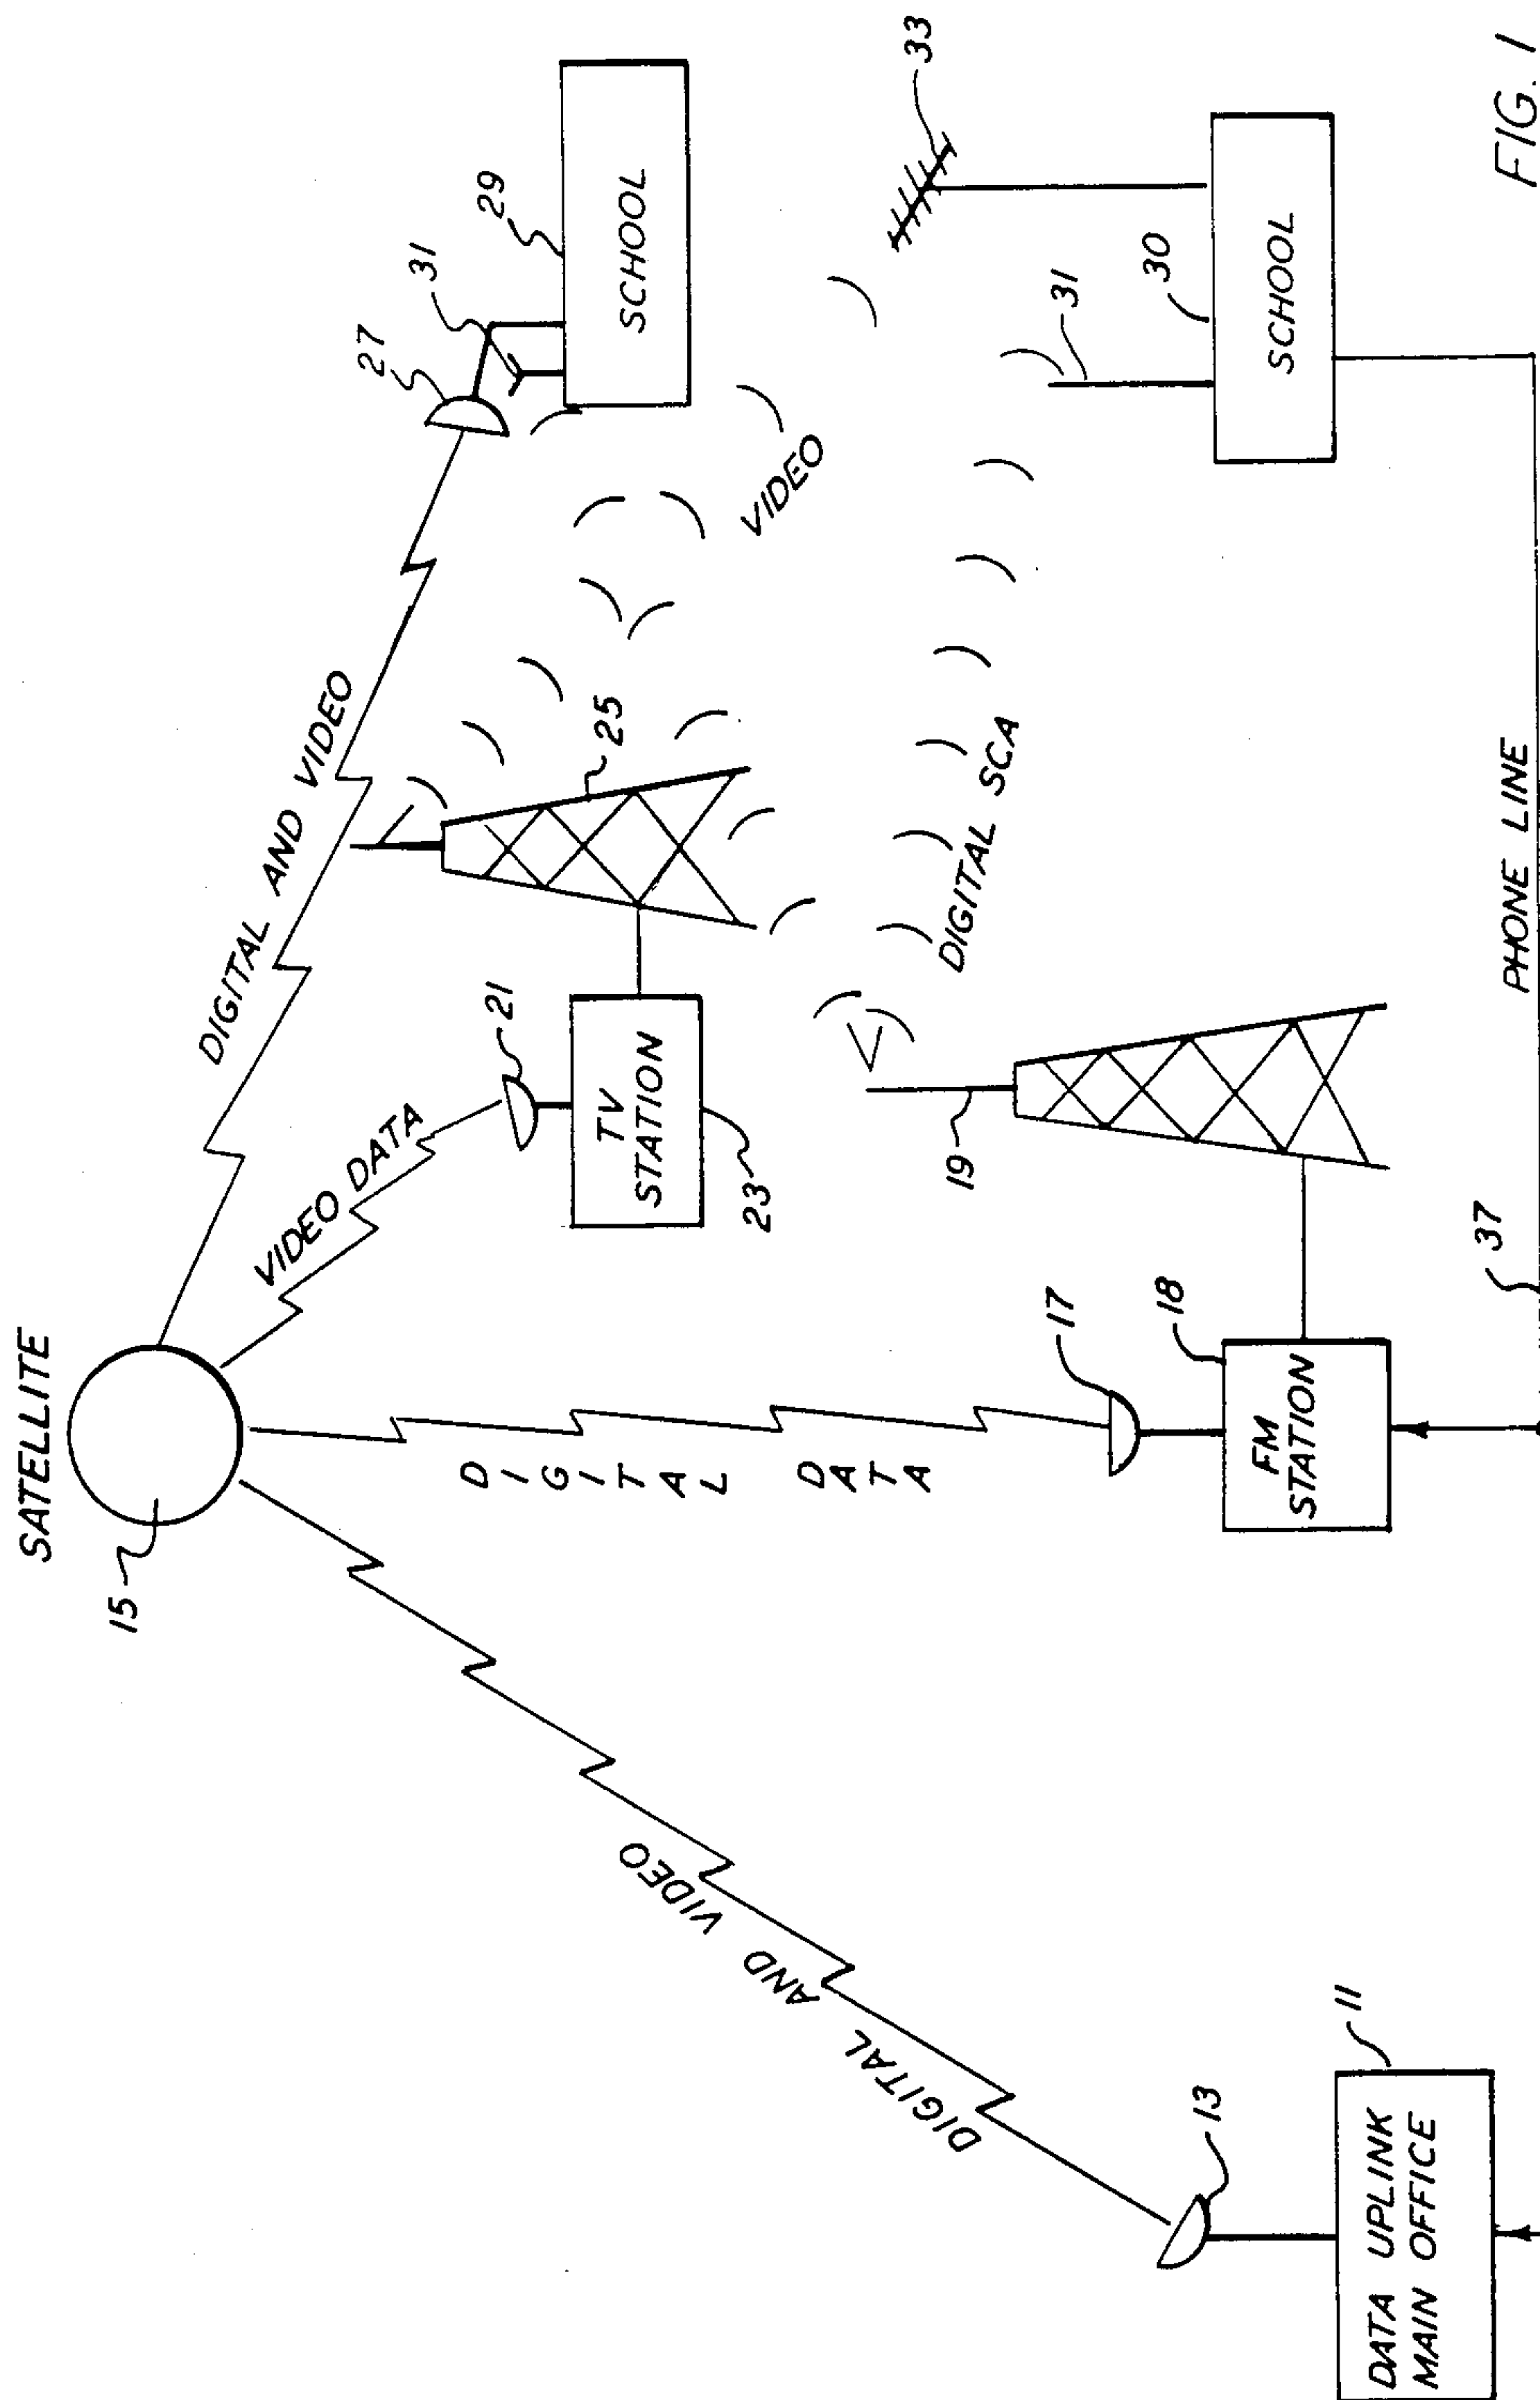 SATELLITE
15
DIGITAL AND VIDEO
VIDEO DATA
DIGITAL DATA
DIGITAL AND VIDEO
27
31
29
SCHOOL
21
TV
STATION
23
25
VIDEO
33
19
DIGITAL SCA
31
30
SCHOOL
17
18
FM
STATION
13
11
DATA UPLINK
MAIN OFFICE
37
PHONE LINE
FIG. 1